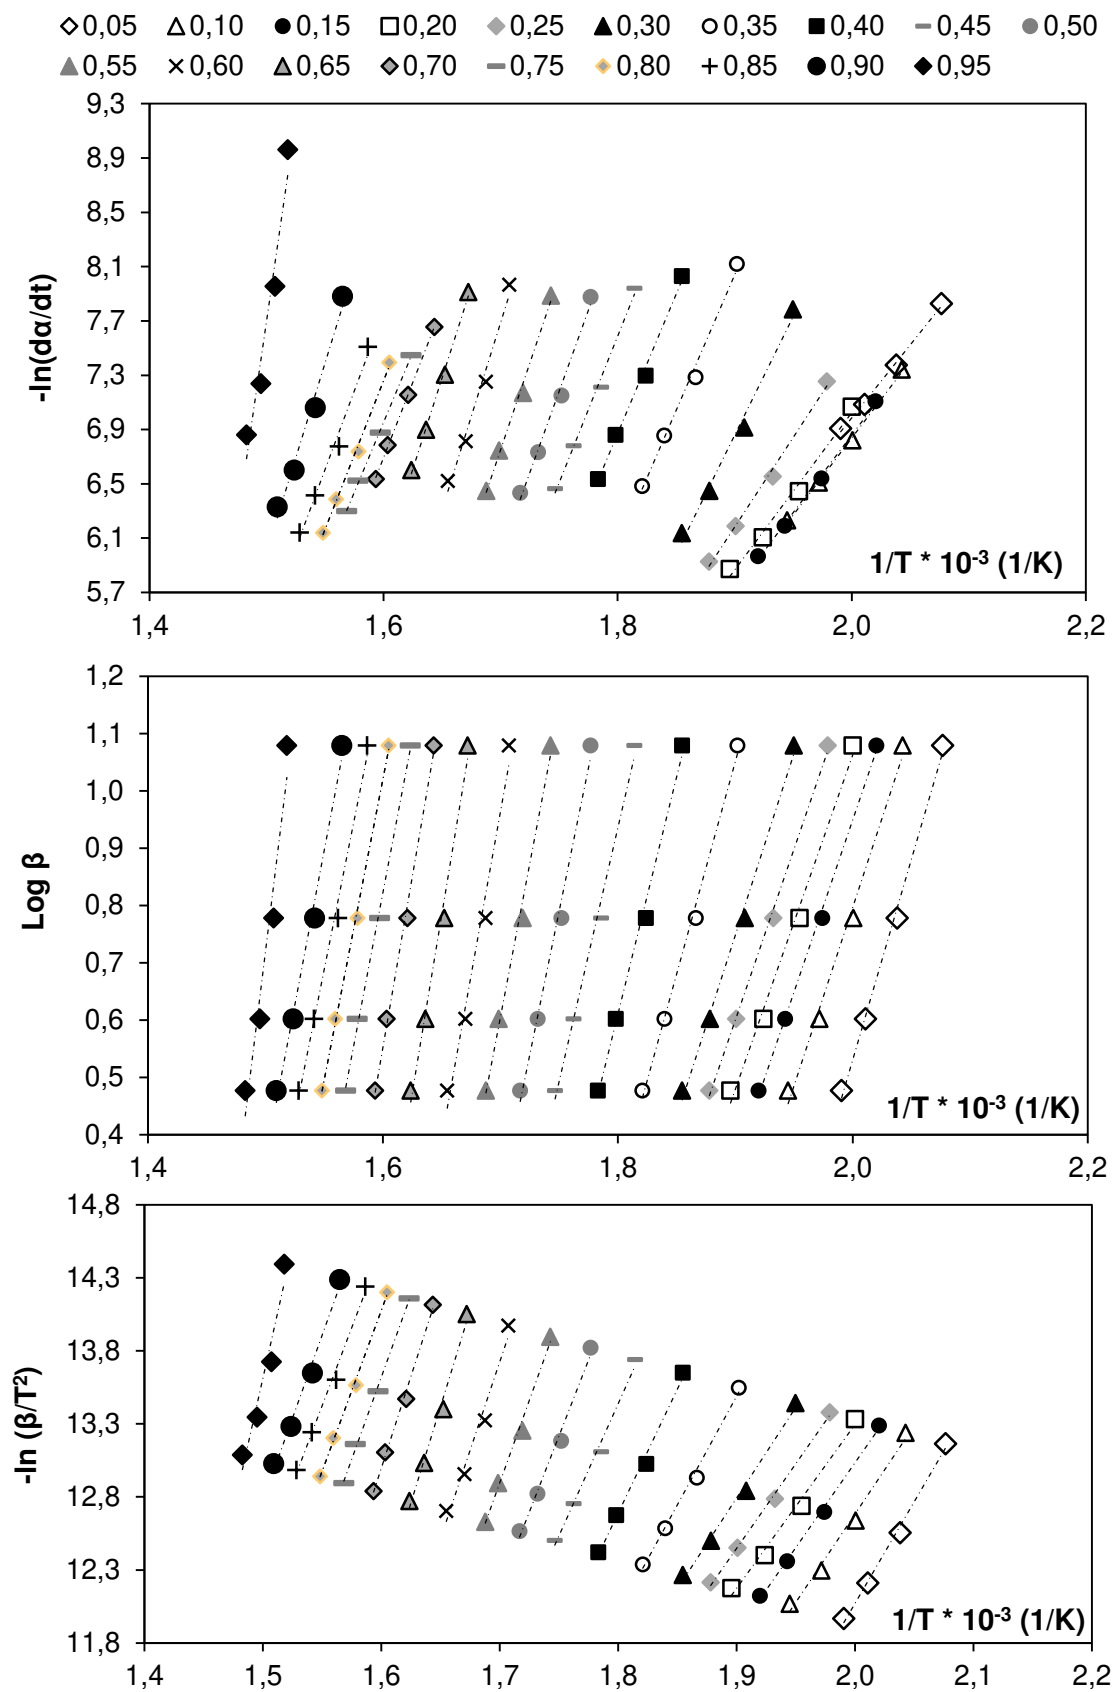 0,05 0,10 0,15 0,20 0,25 0,30 0,35 0,40 0,45 0,50
0,55 0,60 0,65 0,70 0,75 0,80 0,85 0,90 0,95
9,3
8,9
8,5
8,1
7,7
7,3
6,9
6,5
6,1
5,7
-ln(dα/dt)
1/T * 10⁻³ (1/K)
1,4 1,6 1,8 2,0 2,2
1,2
1,1
1,0
0,9
0,8
0,7
0,6
0,5
0,4
Log β
1/T * 10⁻³ (1/K)
1,4 1,6 1,8 2,0 2,2
14,8
14,3
13,8
13,3
12,8
12,3
11,8
-ln (β/T²)
1/T * 10⁻³ (1/K)
1,4 1,5 1,6 1,7 1,8 1,9 2,0 2,1 2,2